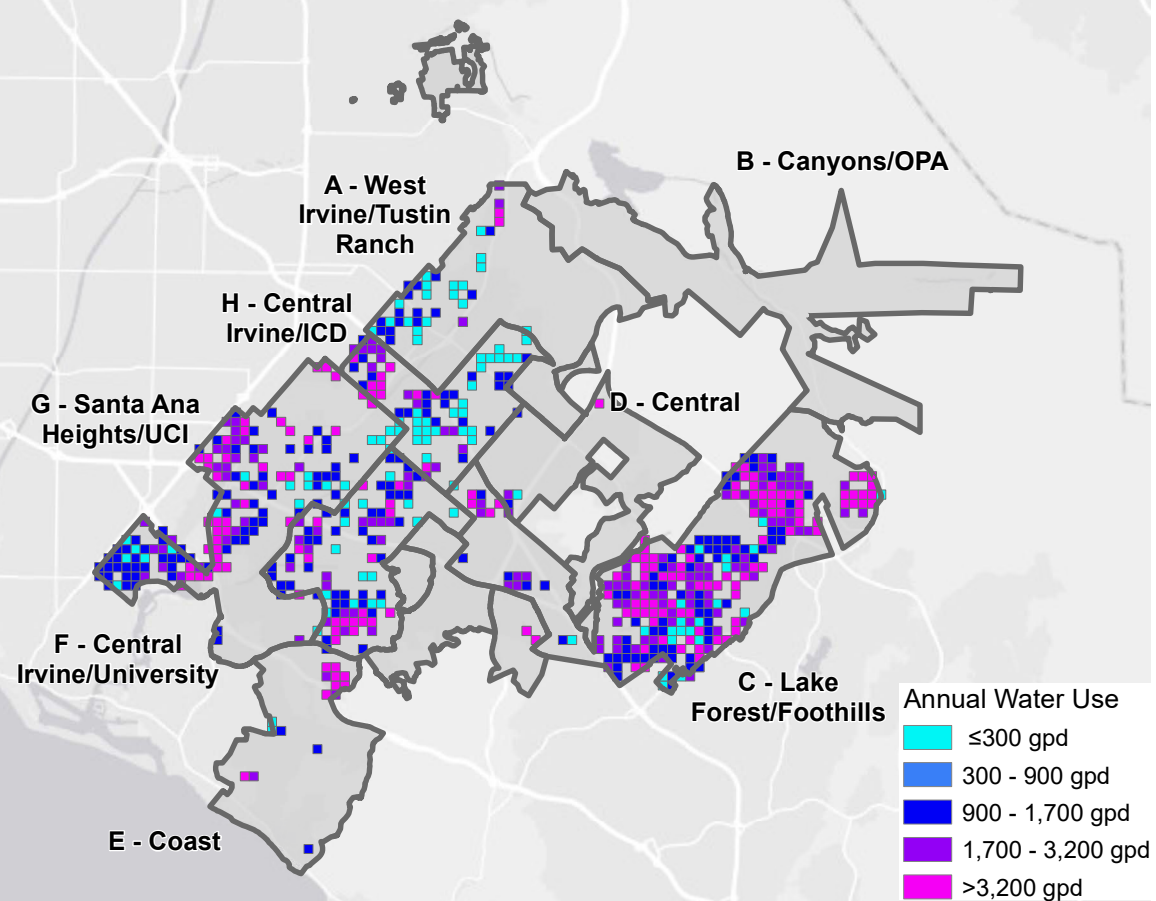 B - Canyons/OPA
A - West
Irvine/Tustin
Ranch
H - Central
Irvine/ICD
G - Santa Ana
Heights/UCI
D - Central
F - Central
Irvine/University
C - Lake
Forest/Foothills
E - Coast
Annual Water Use
≤300 gpd
300 - 900 gpd
900 - 1,700 gpd
1,700 - 3,200 gpd
>3,200 gpd